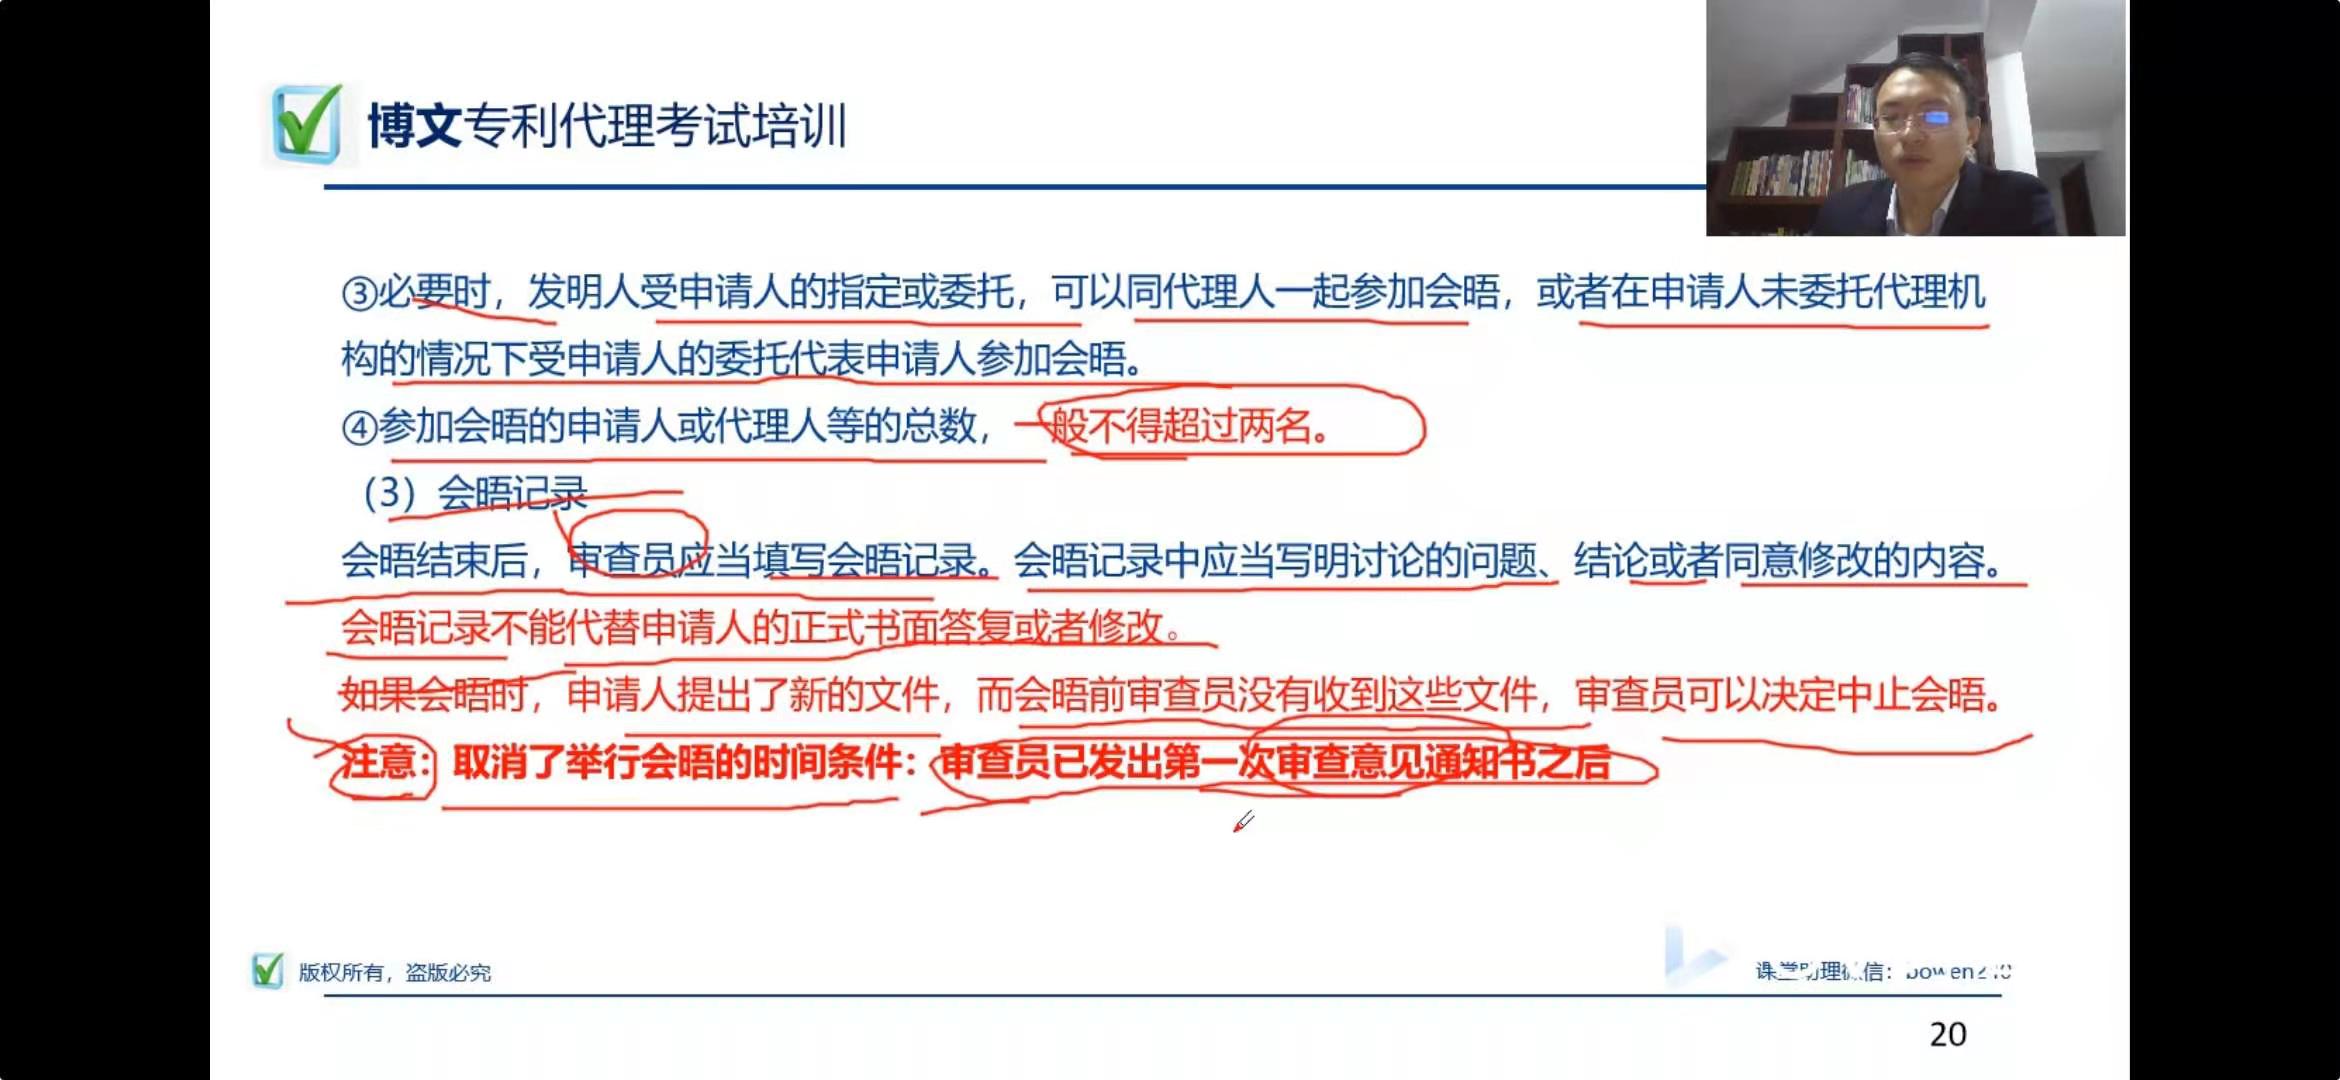 博文专利代理考试培训
③必要时，发明人受申请人的指定或委托，可以同代理人一起参加会晤，或者在申请人未委托代理机
构的情况下受申请人的委托代表申请人参加会晤。
④参加会晤的申请人或代理人等的总数，一般不得超过两名。
（3）会晤记录
会晤结束后，审查员应当填写会晤记录。会晤记录中应当写明讨论的问题、结论或者同意修改的内容。
会晤记录不能代替申请人的正式书面答复或者修改。
如果会晤时，申请人提出了新的文件，而会晤前审查员没有收到这些文件，审查员可以决定中止会晤。
注意：取消了举行会晤的时间条件：审查员已发出第一次审查意见通知书之后
版权所有，盗版必究
课堂助理微信：
20